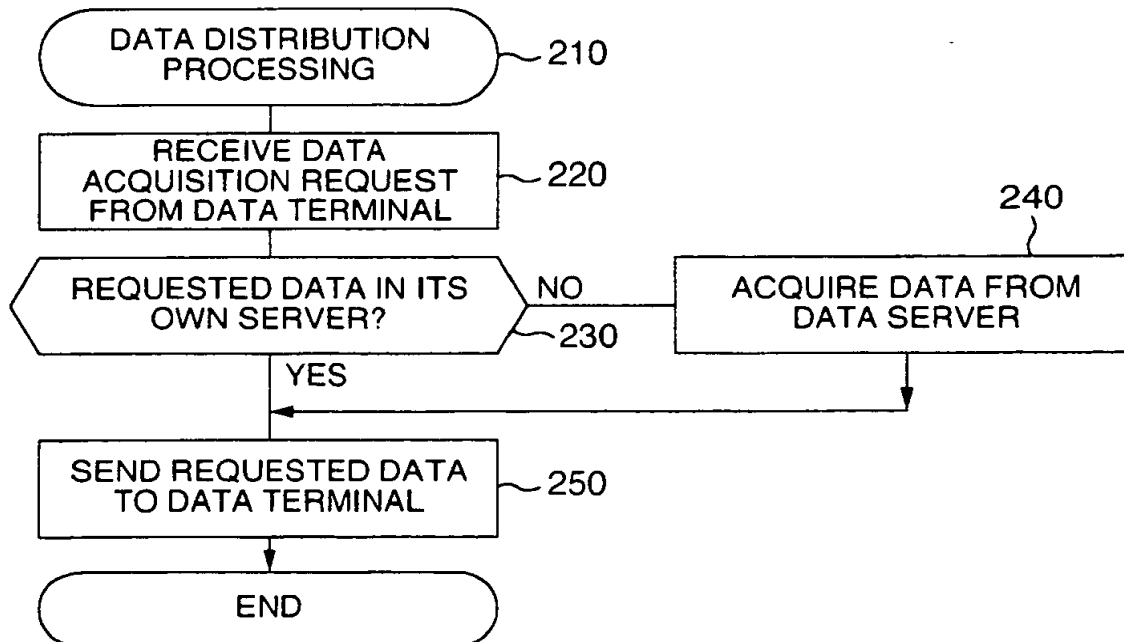 DATA DISTRIBUTION
PROCESSING
210
RECEIVE DATA
ACQUISITION REQUEST
FROM DATA TERMINAL
220
REQUESTED DATA IN ITS
OWN SERVER?
230
NO
240
ACQUIRE DATA FROM
DATA SERVER
YES
SEND REQUESTED DATA
TO DATA TERMINAL
250
END